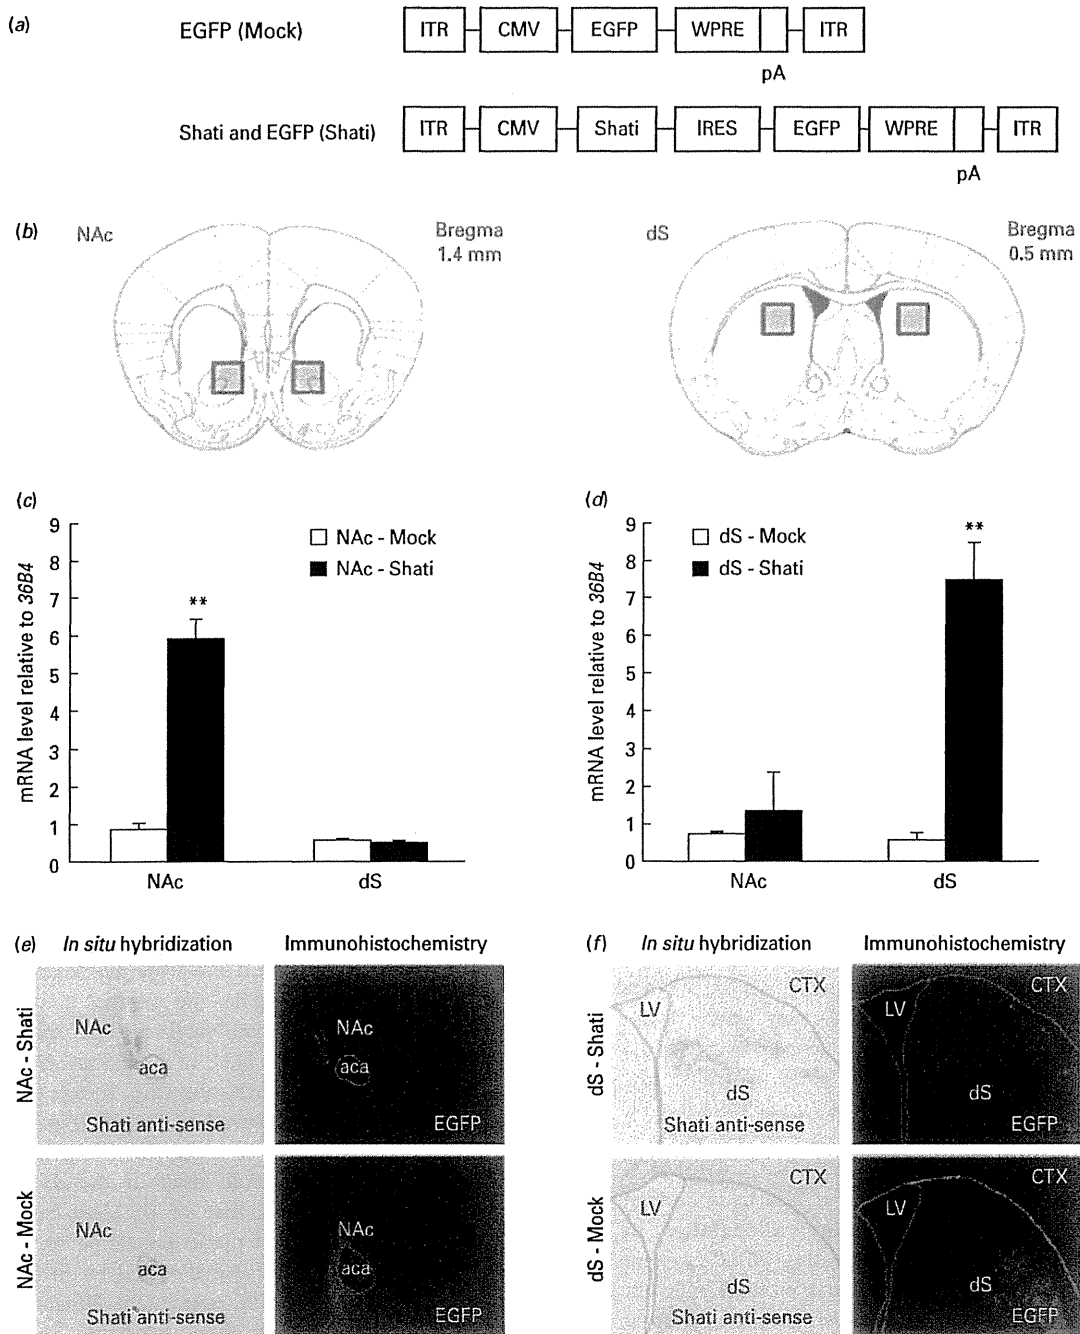 (a)
EGFP (Mock)
ITR CMV EGFP WPRE ITR
pA
Shati and EGFP (Shati)
ITR CMV Shati IRES EGFP WPRE ITR
pA
(b)
NAc
Bregma
1.4 mm
dS
Bregma
0.5 mm
(c)
mRNA level relative to 36B4
9
8
7
6
5
4
3
2
1
0
NAc - Mock
NAc - Shati
**
NAc dS
(d)
mRNA level relative to 36B4
9
8
7
6
5
4
3
2
1
0
dS - Mock
dS - Shati
**
NAc dS
(e)
In situ hybridization Immunohistochemistry
NAc - Shati
NAc
aca
Shati anti-sense
NAc
aca
EGFP
NAc - Mock
NAc
aca
Shati anti-sense
NAc
aca
EGFP
(f)
In situ hybridization Immunohistochemistry
dS - Shati
CTX
LV
dS
Shati anti-sense
CTX
LV
dS
EGFP
dS - Mock
CTX
LV
dS
Shati anti-sense
CTX
LV
dS
EGFP